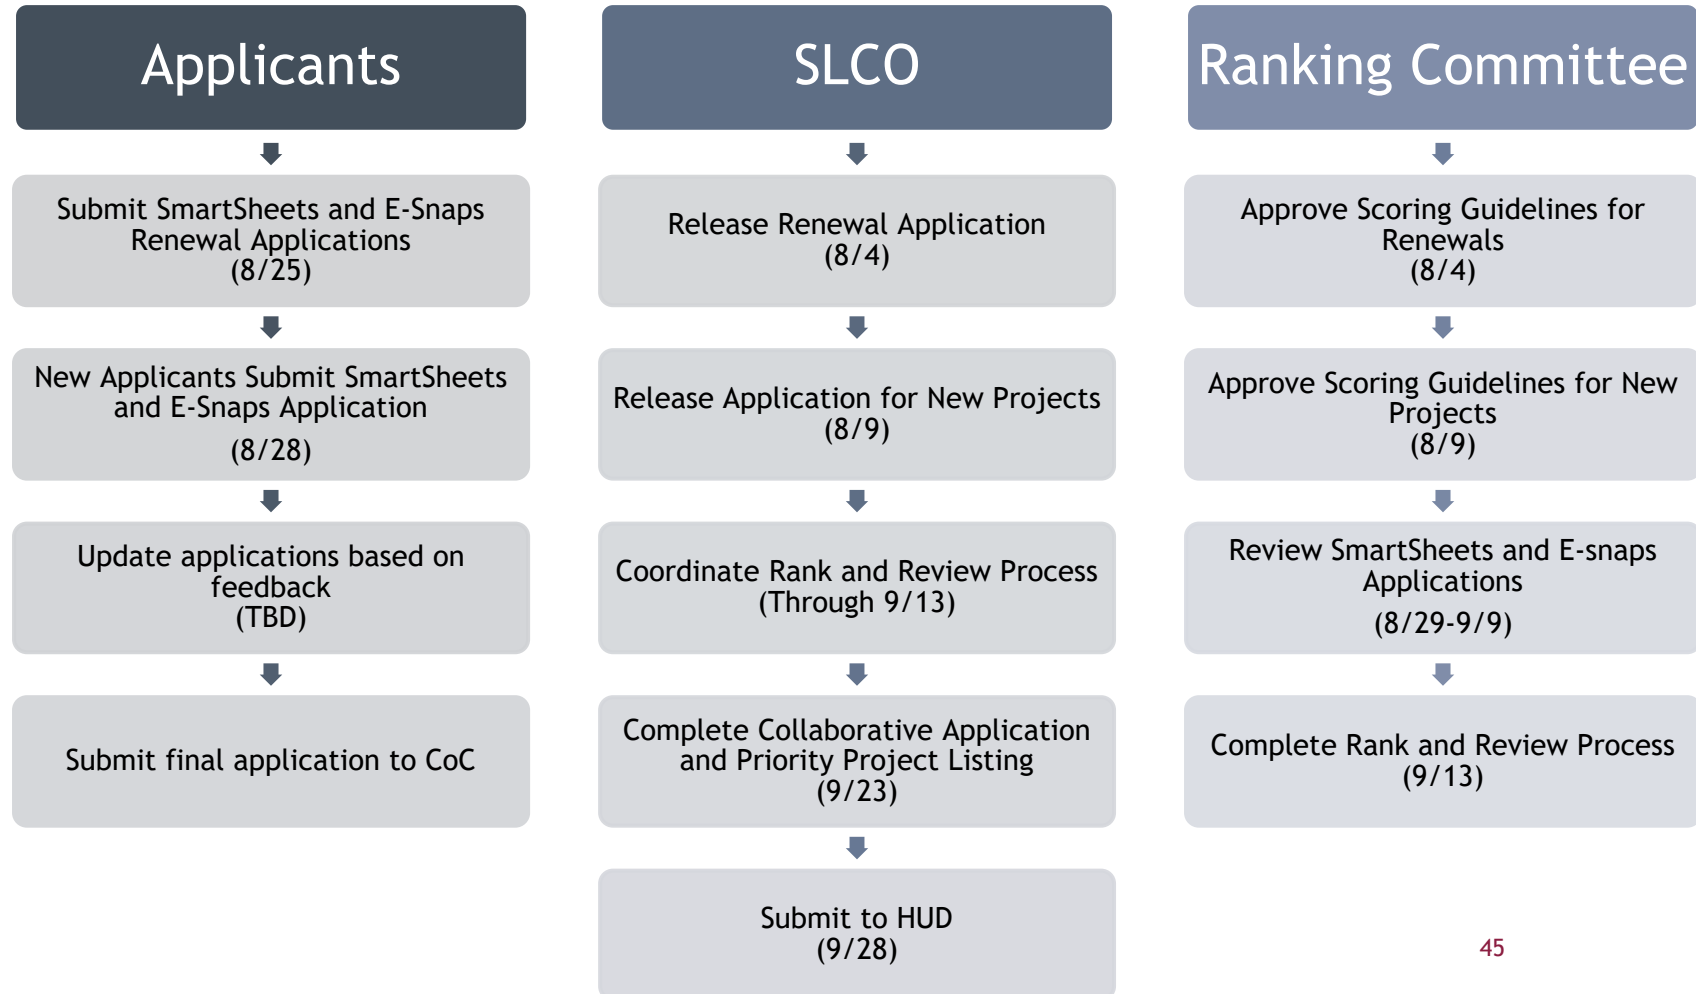 Applicants
Submit SmartSheets and E-Snaps
Renewal Applications
(8/25)
New Applicants Submit SmartSheets
and E-Snaps Application
(8/28)
Update applications based on
feedback
(TBD)
Submit final application to CoC
SLCO
Release Renewal Application
(8/4)
Release Application for New Projects
(8/9)
Coordinate Rank and Review Process
(Through 9/13)
Complete Collaborative Application
and Priority Project Listing
(9/23)
Submit to HUD
(9/28)
Ranking Committee
Approve Scoring Guidelines for
Renewals
(8/4)
Approve Scoring Guidelines for New
Projects
(8/9)
Review SmartSheets and E-snaps
Applications
(8/29-9/9)
Complete Rank and Review Process
(9/13)
45